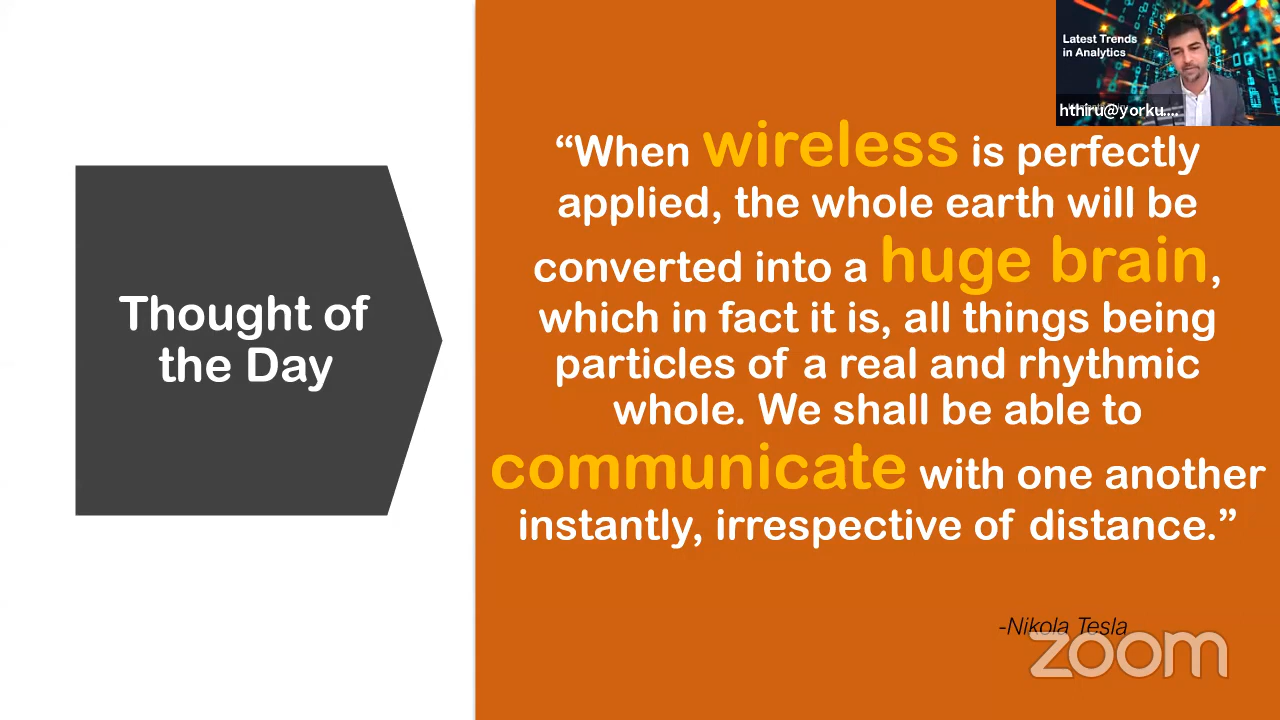 Latest Trends
in Analytics
hthiru@yorku....
Thought of
the Day
“When wireless is perfectly
applied, the whole earth will be
converted into a huge brain,
which in fact it is, all things being
particles of a real and rhythmic
whole. We shall be able to
communicate with one another
instantly, irrespective of distance.”
-Nikola Tesla
zoom